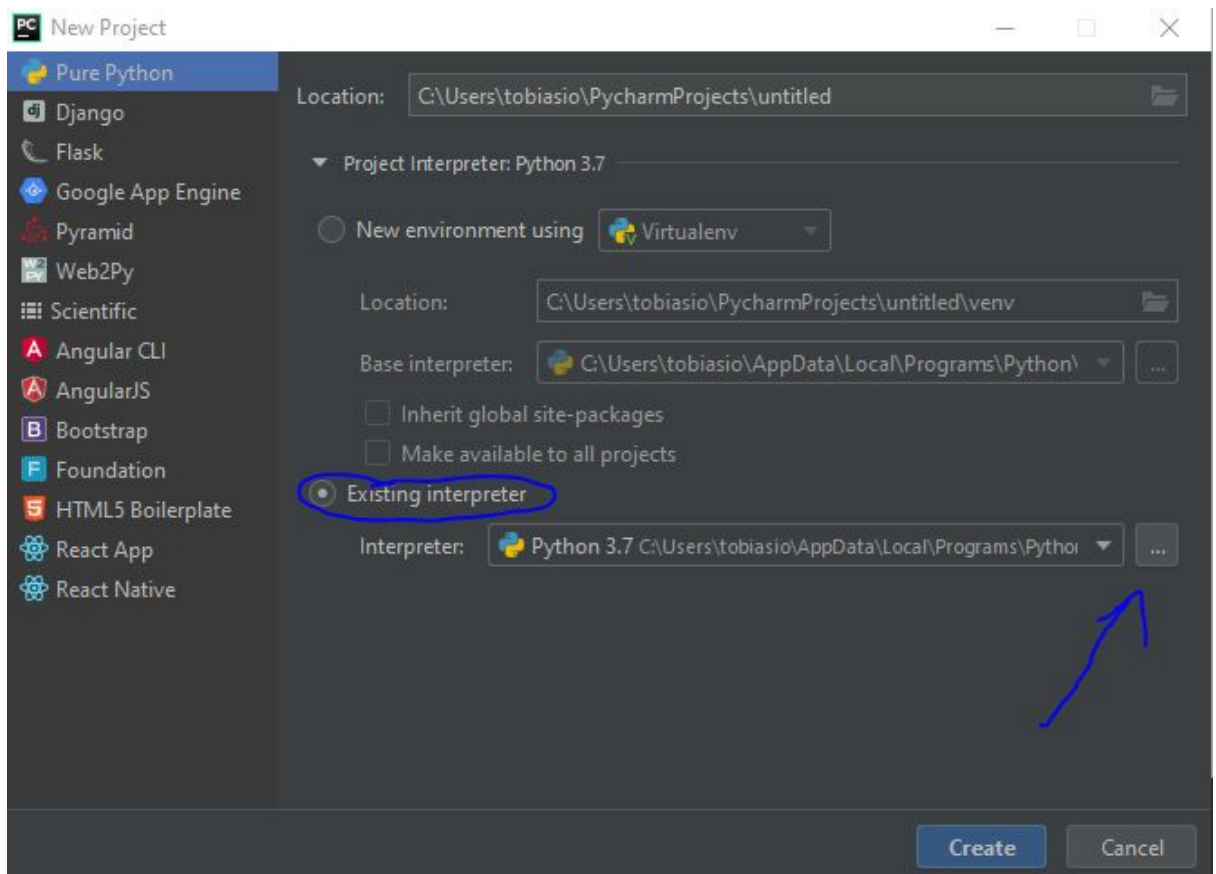 New Project
Pure Python
Django
Flask
Google App Engine
Pyramid
Web2Py
Scientific
Angular CLI
AngularJS
Bootstrap
Foundation
HTML5 Boilerplate
React App
React Native
Location: C:\Users\tobiasio\PycharmProjects\untitled
Project Interpreter: Python 3.7
New environment using Virtualenv
Location: C:\Users\tobiasio\PycharmProjects\untitled\venv
Base interpreter: C:\Users\tobiasio\AppData\Local\Programs\Python\ ...
Inherit global site-packages
Make available to all projects
Existing interpreter
Interpreter: Python 3.7 C:\Users\tobiasio\AppData\Local\Programs\Pytho ...
Create Cancel